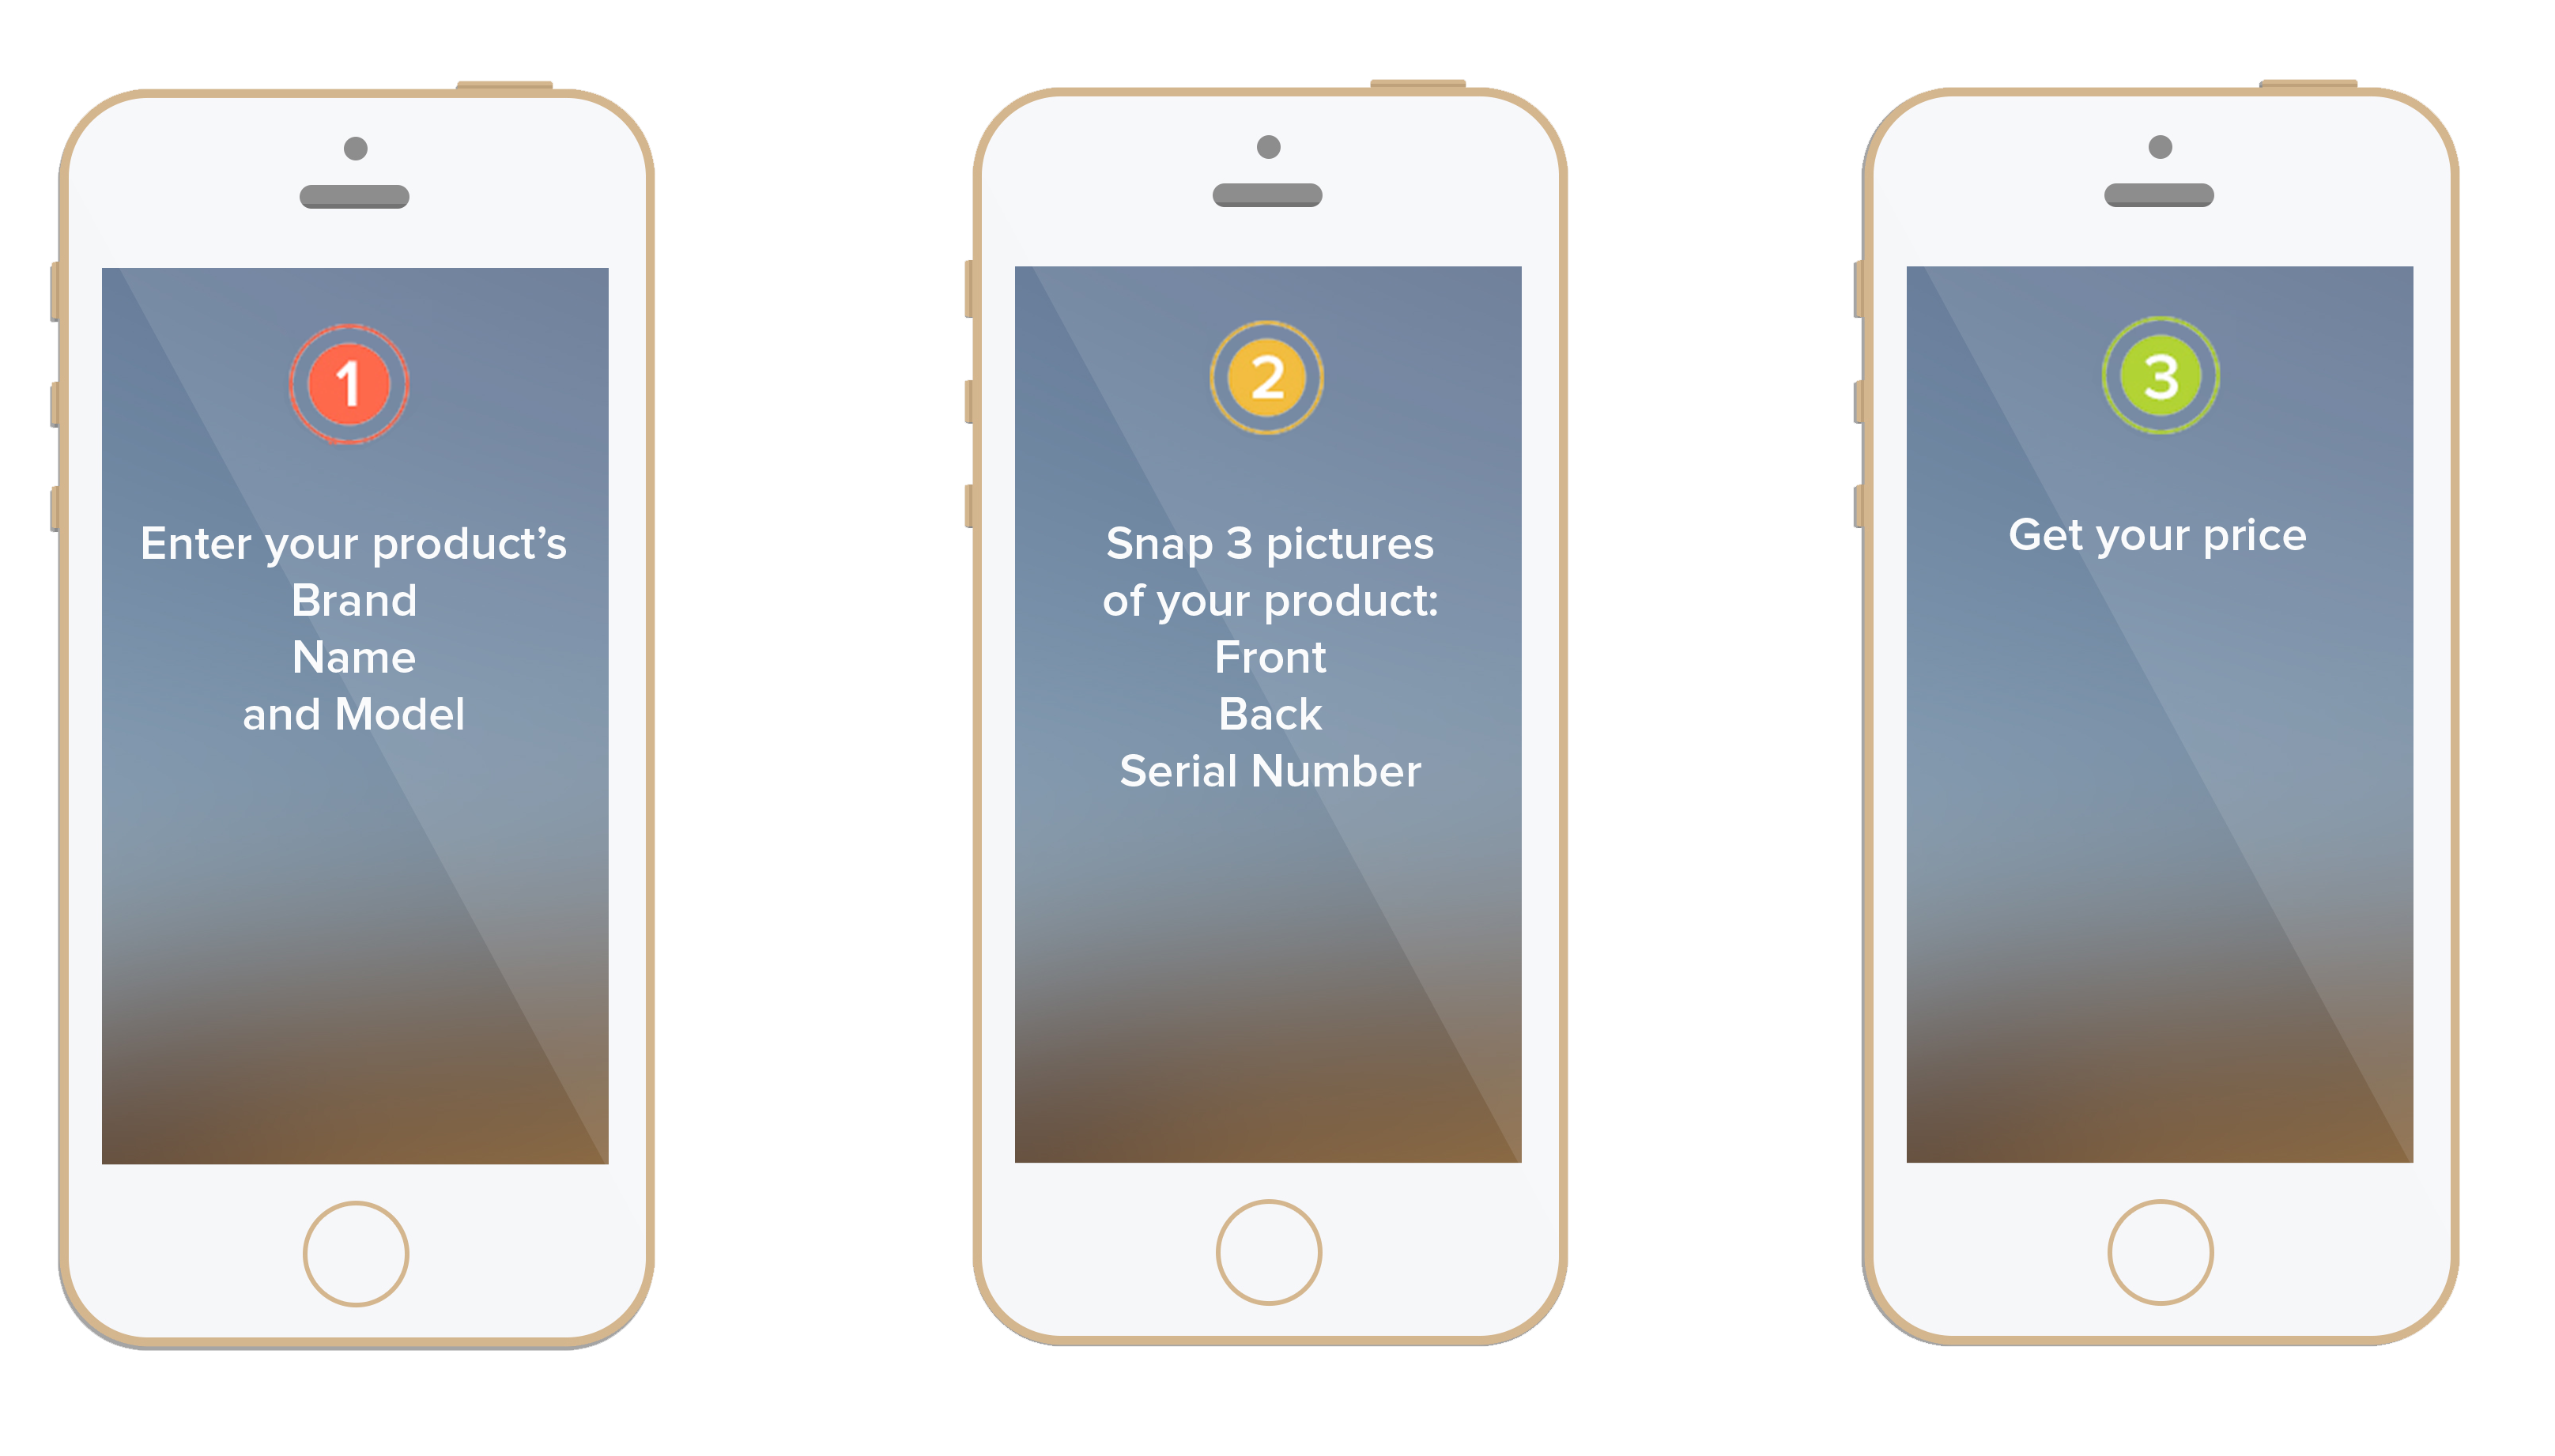 1
Enter your product’s
Brand
Name
and Model
2
Snap 3 pictures
of your product:
Front
Back
Serial Number
3
Get your price